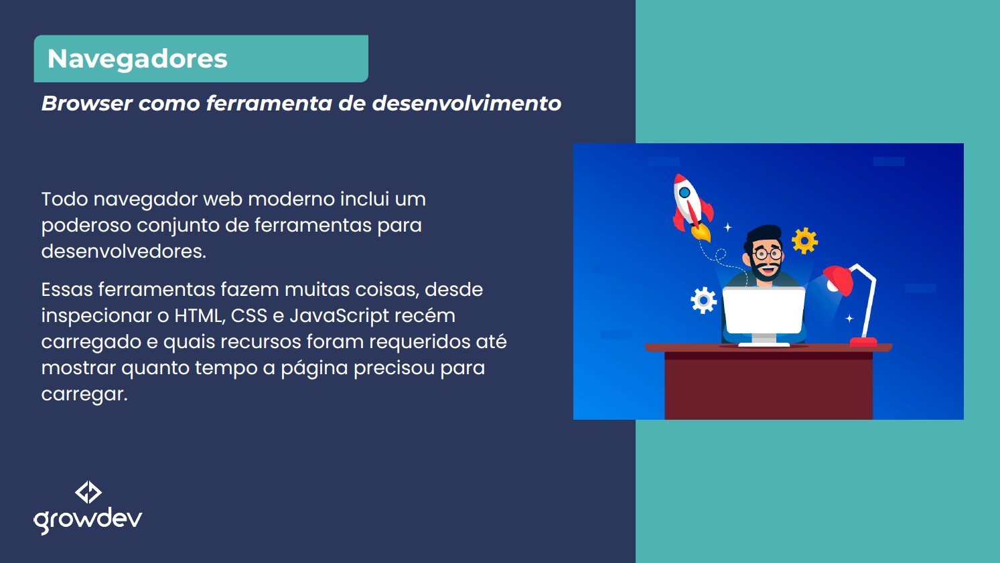 Navegadores
Browser como ferramenta de desenvolvimento
Todo navegador web moderno inclui um
poderoso conjunto de ferramentas para
desenvolvedores.
Essas ferramentas fazem muitas coisas, desde
inspecionar o HTML, CSS e JavaScript recém
carregado e quais recursos foram requeridos até
mostrar quanto tempo a página precisou para
carregar.
growdev